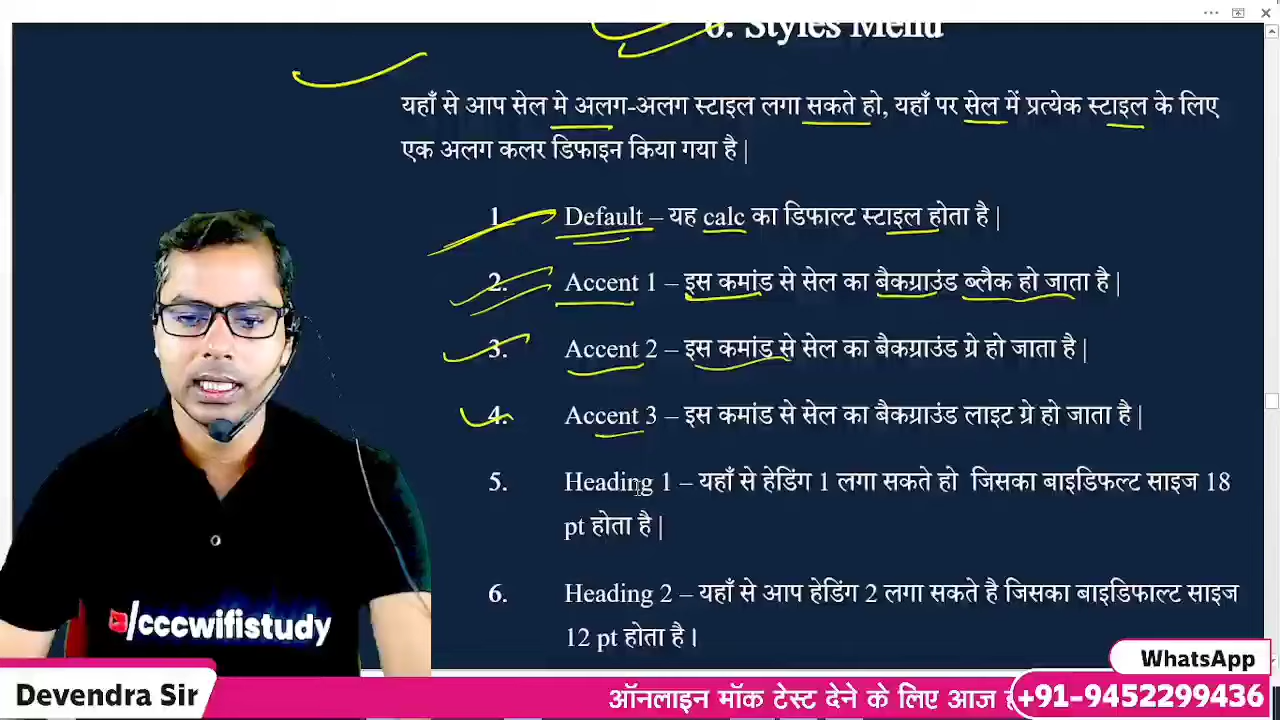 6. Styles Menu
यहाँ से आप सेल मे अलग-अलग स्टाइल लगा सकते हो, यहाँ पर सेल में प्रत्येक स्टाइल के लिए
एक अलग कलर डिफाइन किया गया है |
1. Default – यह calc का डिफाल्ट स्टाइल होता है |
2. Accent 1 – इस कमांड से सेल का बैकग्राउंड ब्लैक हो जाता है |
3. Accent 2 – इस कमांड से सेल का बैकग्राउंड ग्रे हो जाता है |
4. Accent 3 – इस कमांड से सेल का बैकग्राउंड लाइट ग्रे हो जाता है |
5. Heading 1 – यहाँ से हेडिंग 1 लगा सकते हो जिसका बाइडिफल्ट साइज 18
pt होता है |
6. Heading 2 – यहाँ से आप हेडिंग 2 लगा सकते है जिसका बाइडिफाल्ट साइज
12 pt होता है।
/cccwifistudy
WhatsApp
Devendra Sir
ऑनलाइन मॉक टेस्ट देने के लिए आज
+91-9452299436